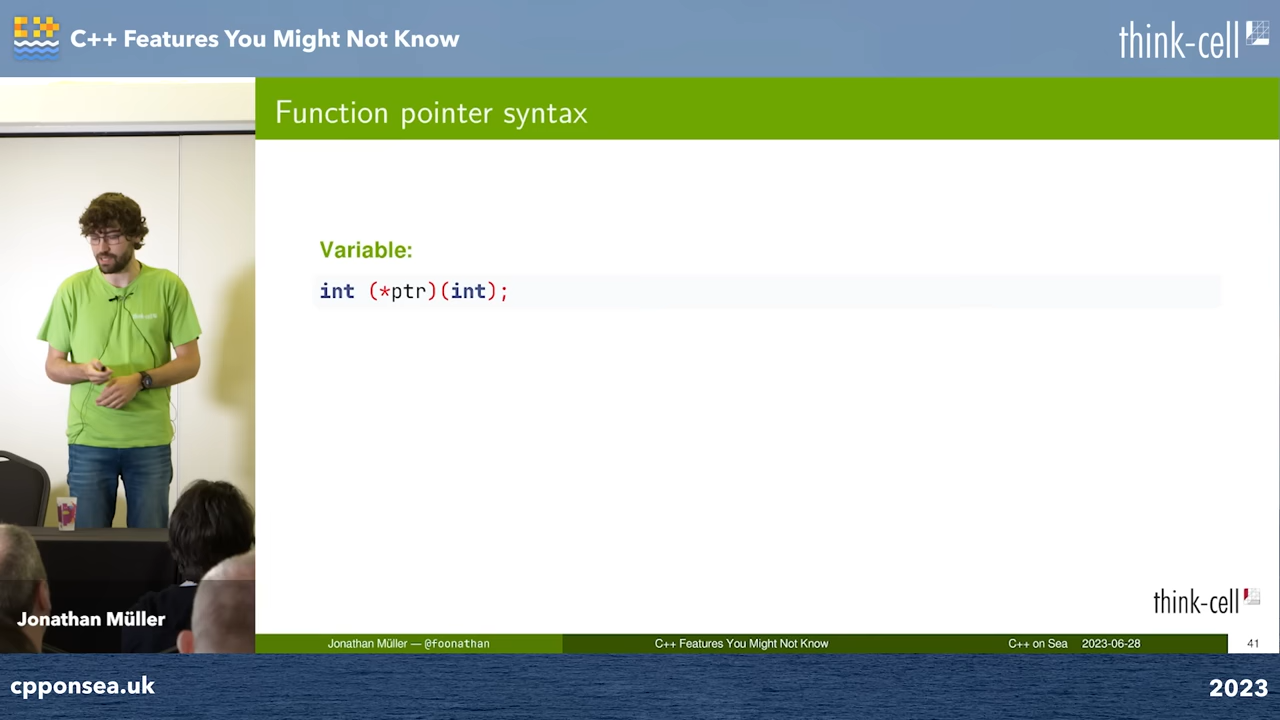 C++ Features You Might Not Know
think-cell
Function pointer syntax
Variable:
int (*ptr)(int);
think-cell
Jonathan Müller
Jonathan Müller — @foonathan
C++ Features You Might Not Know
C++ on Sea
2023-06-28
41
cpponsea.uk
2023